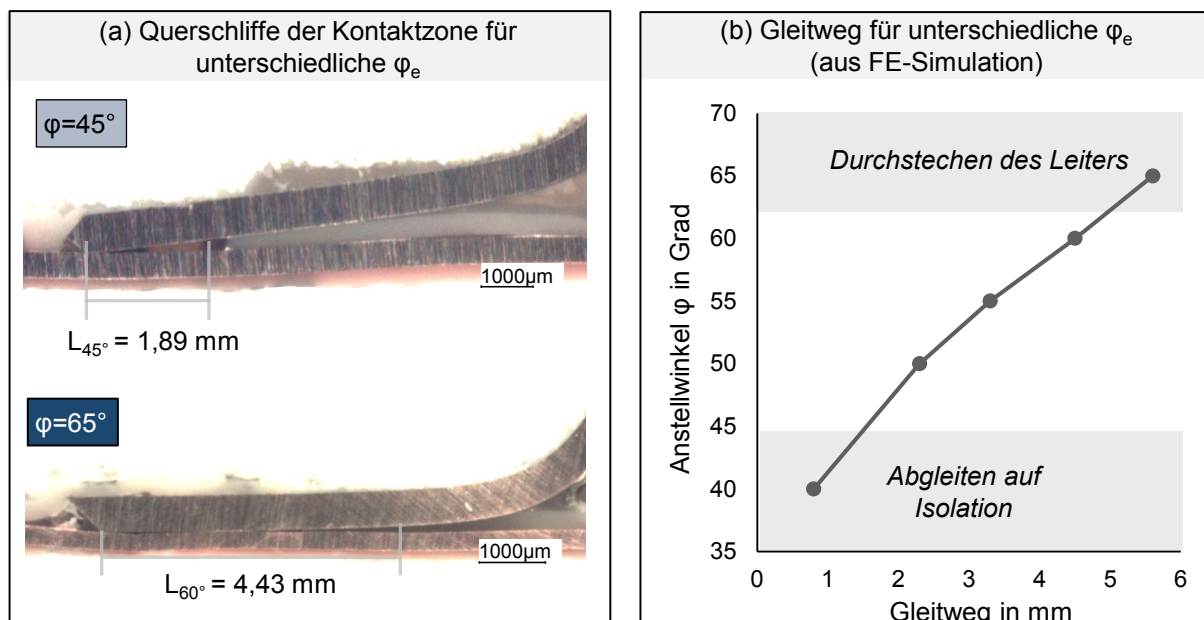 (a) Querschliffe der Kontaktzone für
unterschiedliche φₑ
φ=45°
1000µm
L₄₅° = 1,89 mm
φ=65°
1000µm
L₆₀° = 4,43 mm
(b) Gleitweg für unterschiedliche φₑ
(aus FE-Simulation)
Anstellwinkel φ in Grad
70
65
60
55
50
45
40
35
Durchstechen des Leiters
Abgleiten auf
Isolation
0 1 2 3 4 5 6
Gleitweg in mm